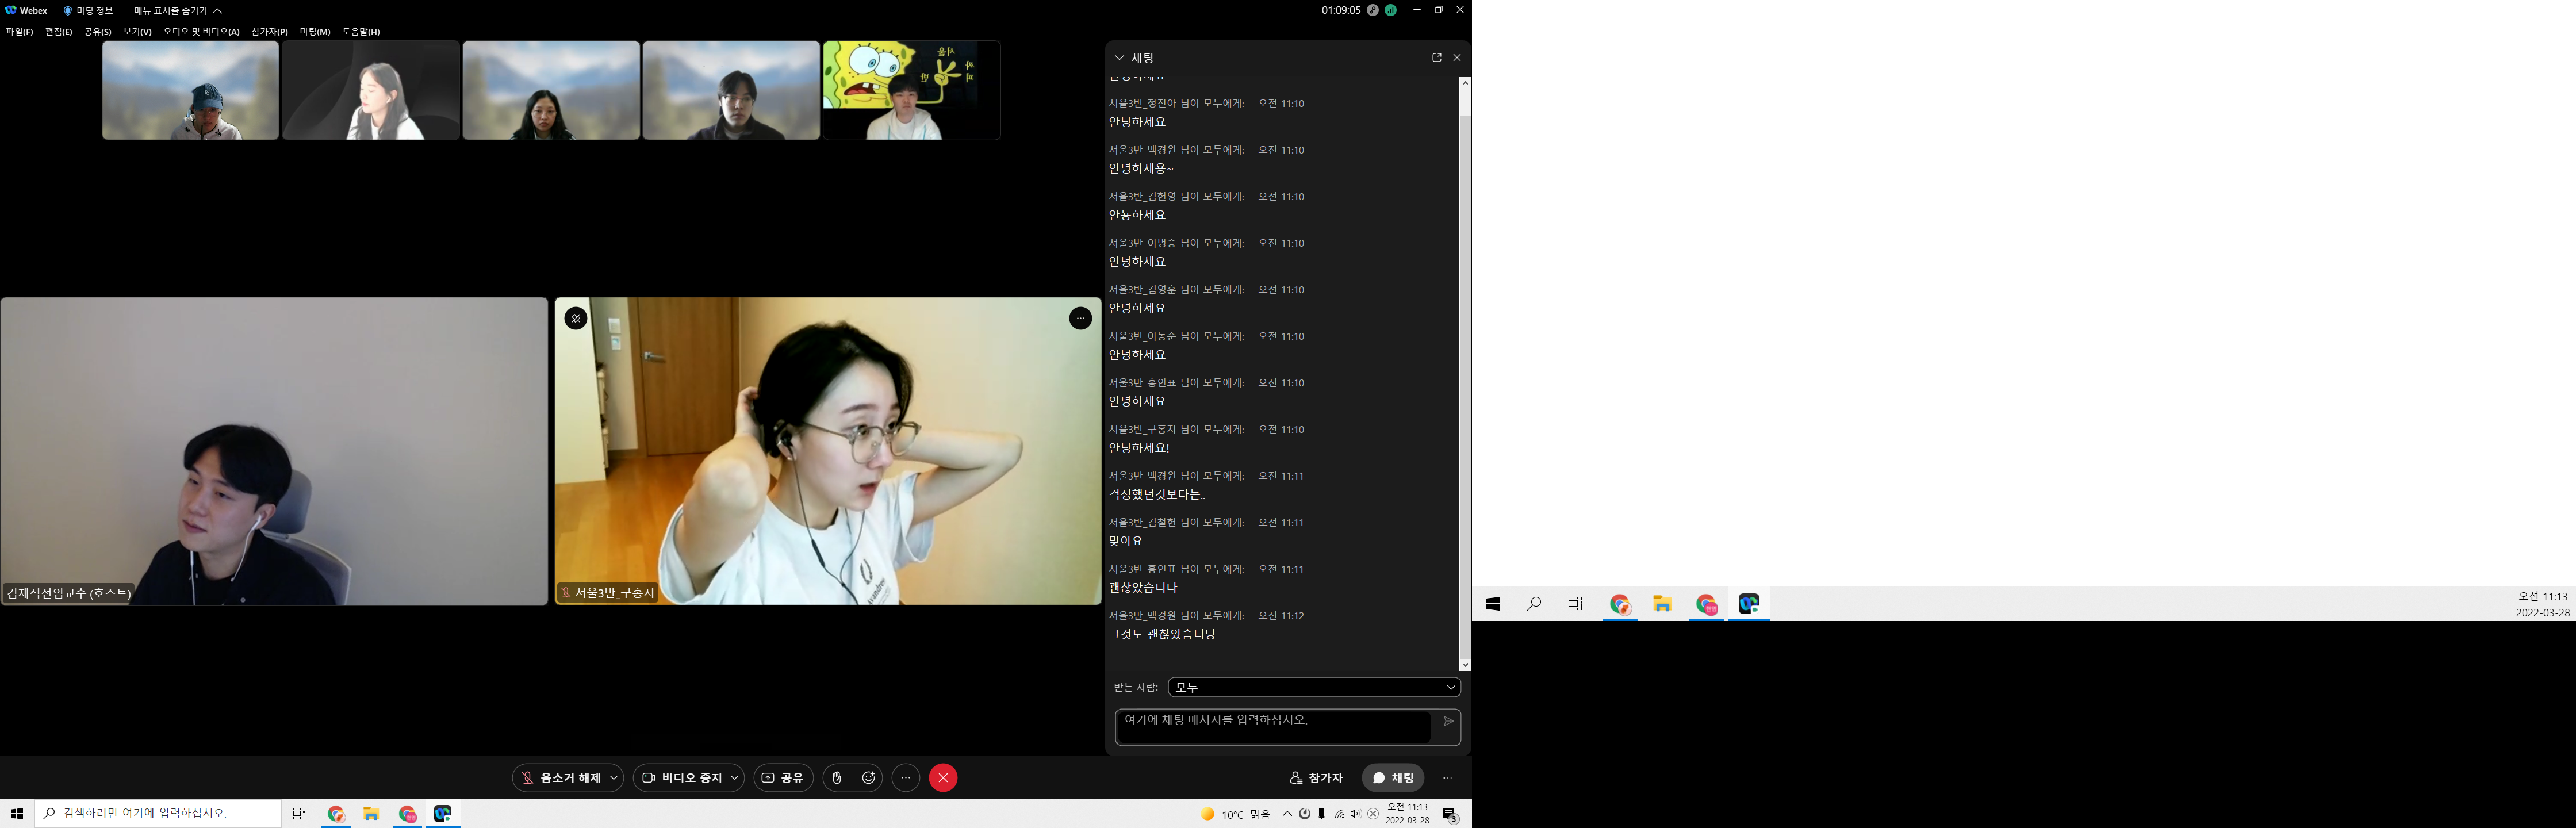 Webex 미팅 정보 메뉴 표시줄 숨기기 01:09:05
파일(F) 편집(E) 공유(S) 보기(V) 오디오 및 비디오(A) 참가자(P) 미팅(M) 도움말(H)
김재석전임교수 (호스트)
서울3반_구홍지
채팅
서울3반_정진아 님이 모두에게: 오전 11:10
안녕하세요
서울3반_백경원 님이 모두에게: 오전 11:10
안녕하세용~
서울3반_김현영 님이 모두에게: 오전 11:10
안뇽하세요
서울3반_이병승 님이 모두에게: 오전 11:10
안녕하세요
서울3반_김영훈 님이 모두에게: 오전 11:10
안녕하세요
서울3반_이동준 님이 모두에게: 오전 11:10
안녕하세요
서울3반_홍인표 님이 모두에게: 오전 11:10
안녕하세요
서울3반_구홍지 님이 모두에게: 오전 11:10
안녕하세요!
서울3반_백경원 님이 모두에게: 오전 11:11
걱정했던것보다는..
서울3반_김철현 님이 모두에게: 오전 11:11
맞아요
서울3반_홍인표 님이 모두에게: 오전 11:11
괜찮았습니다
서울3반_백경원 님이 모두에게: 오전 11:12
그것도 괜찮았습니당
받는 사람: 모두
여기에 채팅 메시지를 입력하십시오.
음소거 해제 비디오 중지 공유 참가자 채팅
검색하려면 여기에 입력하십시오.
10°C 맑음
오전 11:13
2022-03-28
3
오전 11:13
2022-03-28